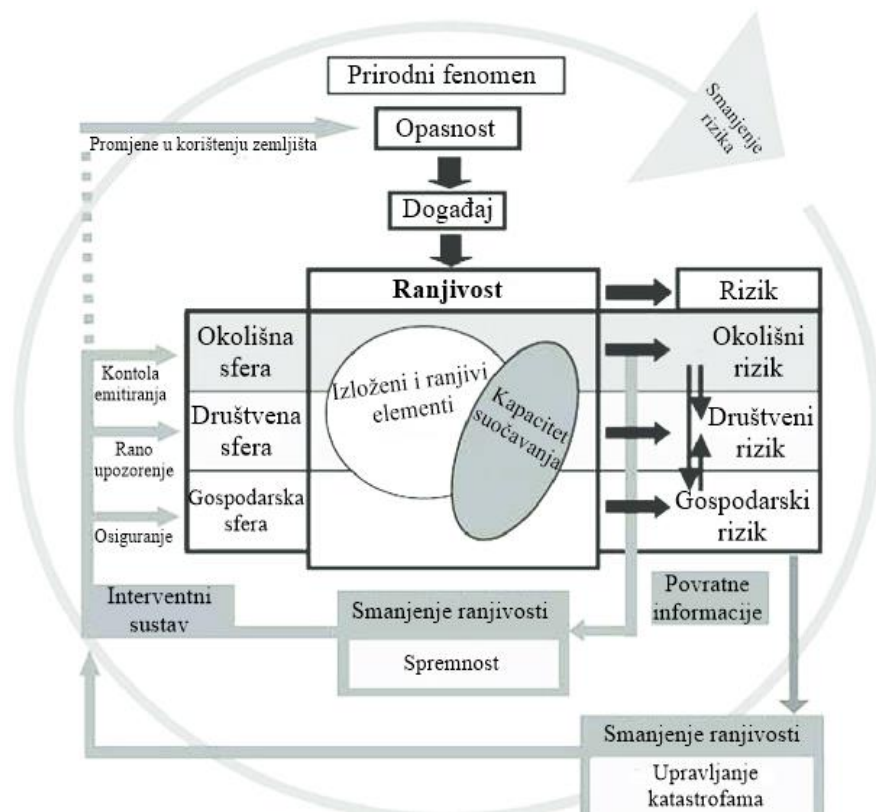 Prirodni fenomen
Smanjenje
rizika
Opasnost
Promjene u korištenju zemljišta
Događaj
Ranjivost
Rizik
Okolišna
sfera
Izloženi i ranjivi
elementi
Kapacitet
suočavanja
Okolišni
rizik
Kontola
emitiranja
Društvena
sfera
Društveni
rizik
Rano
upozorenje
Gospodarska
sfera
Gospodarski
rizik
Osiguranje
Interventni
sustav
Smanjenje ranjivosti
Spremnost
Povratne
informacije
Smanjenje ranjivosti
Upravljanje
katastrofama